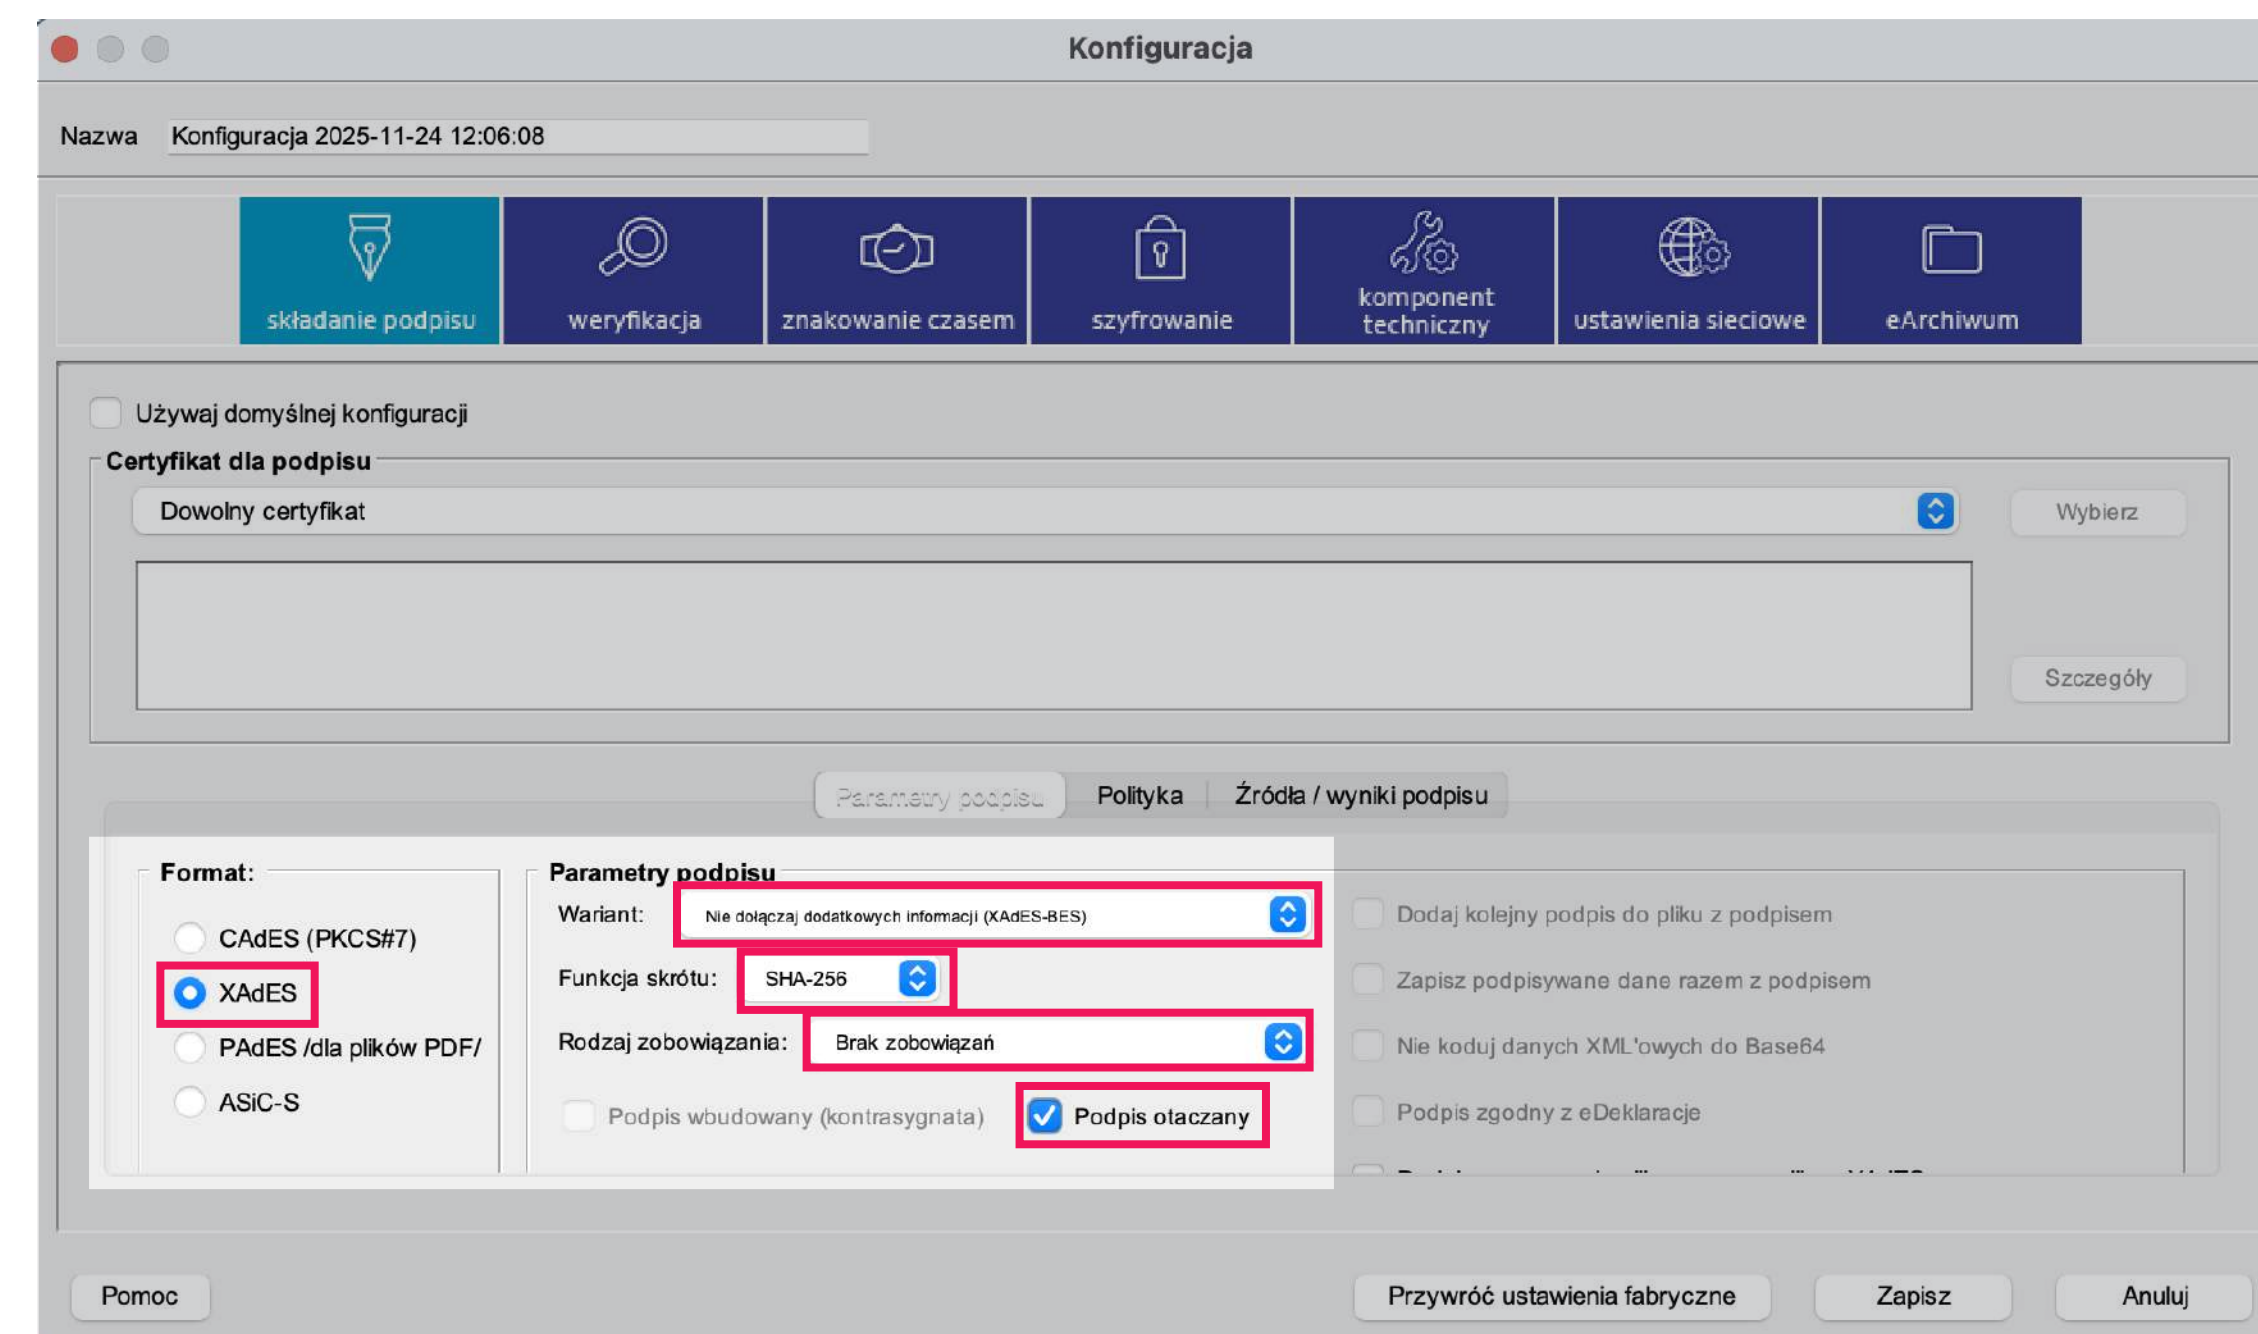 Konfiguracja
Nazwa Konfiguracja 2025-11-24 12:06:08
składanie podpisu
weryfikacja
znakowanie czasem
szyfrowanie
komponent
techniczny
ustawienia sieciowe
eArchiwum
Używaj domyślnej konfiguracji
Certyfikat dla podpisu
Dowolny certyfikat
Wybierz
Szczegóły
Parametry podpisu Polityka Źródła / wyniki podpisu
Format:
CAdES (PKCS#7)
XAdES
PAdES /dla plików PDF/
ASiC-S
Parametry podpisu
Wariant: Nie dołączaj dodatkowych informacji (XAdES-BES)
Funkcja skrótu: SHA-256
Rodzaj zobowiązania: Brak zobowiązań
Podpis wbudowany (kontrasygnata) Podpis otaczany
Dodaj kolejny podpis do pliku z podpisem
Zapisz podpisywane dane razem z podpisem
Nie koduj danych XML'owych do Base64
Podpis zgodny z eDeklaracje
Pomoc
Przywróć ustawienia fabryczne
Zapisz
Anuluj